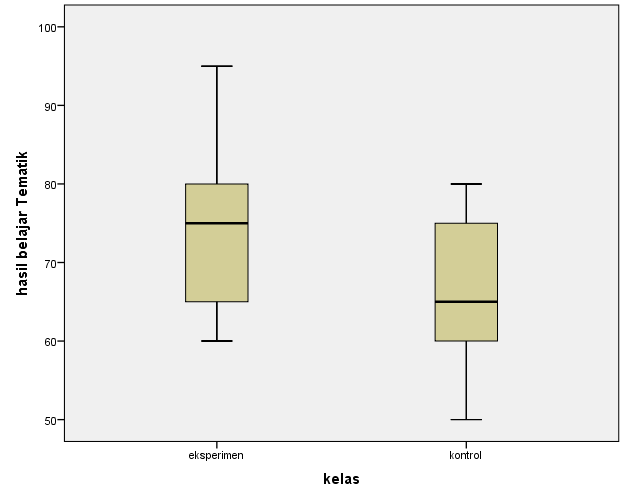 100
90
80
70
60
50
hasil belajar Tematik
eksperimen
kontrol
kelas